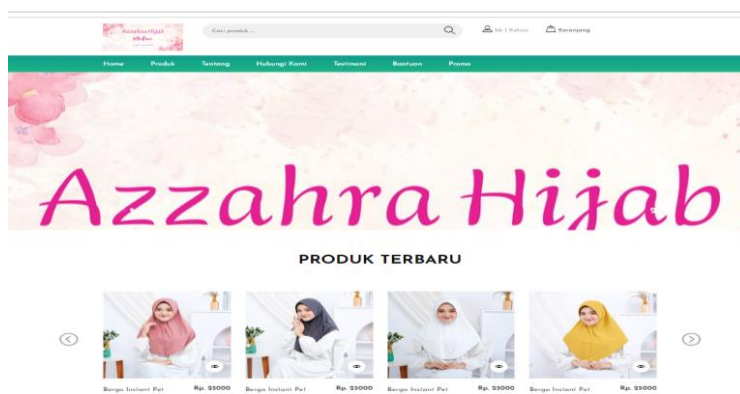 Azzahra Hijab
Cari produk ...
| Keluar
Keranjang
Home Produk Tentang Hubungi Kami Testimoni Bantuan Promo
Azzahra Hijab
PRODUK TERBARU
Bergo Instant Pet Rp. 25000
Bergo Instant Pet Rp. 25000
Bergo Instant Pet Rp. 25000
Bergo Instant Pet Rp. 25000